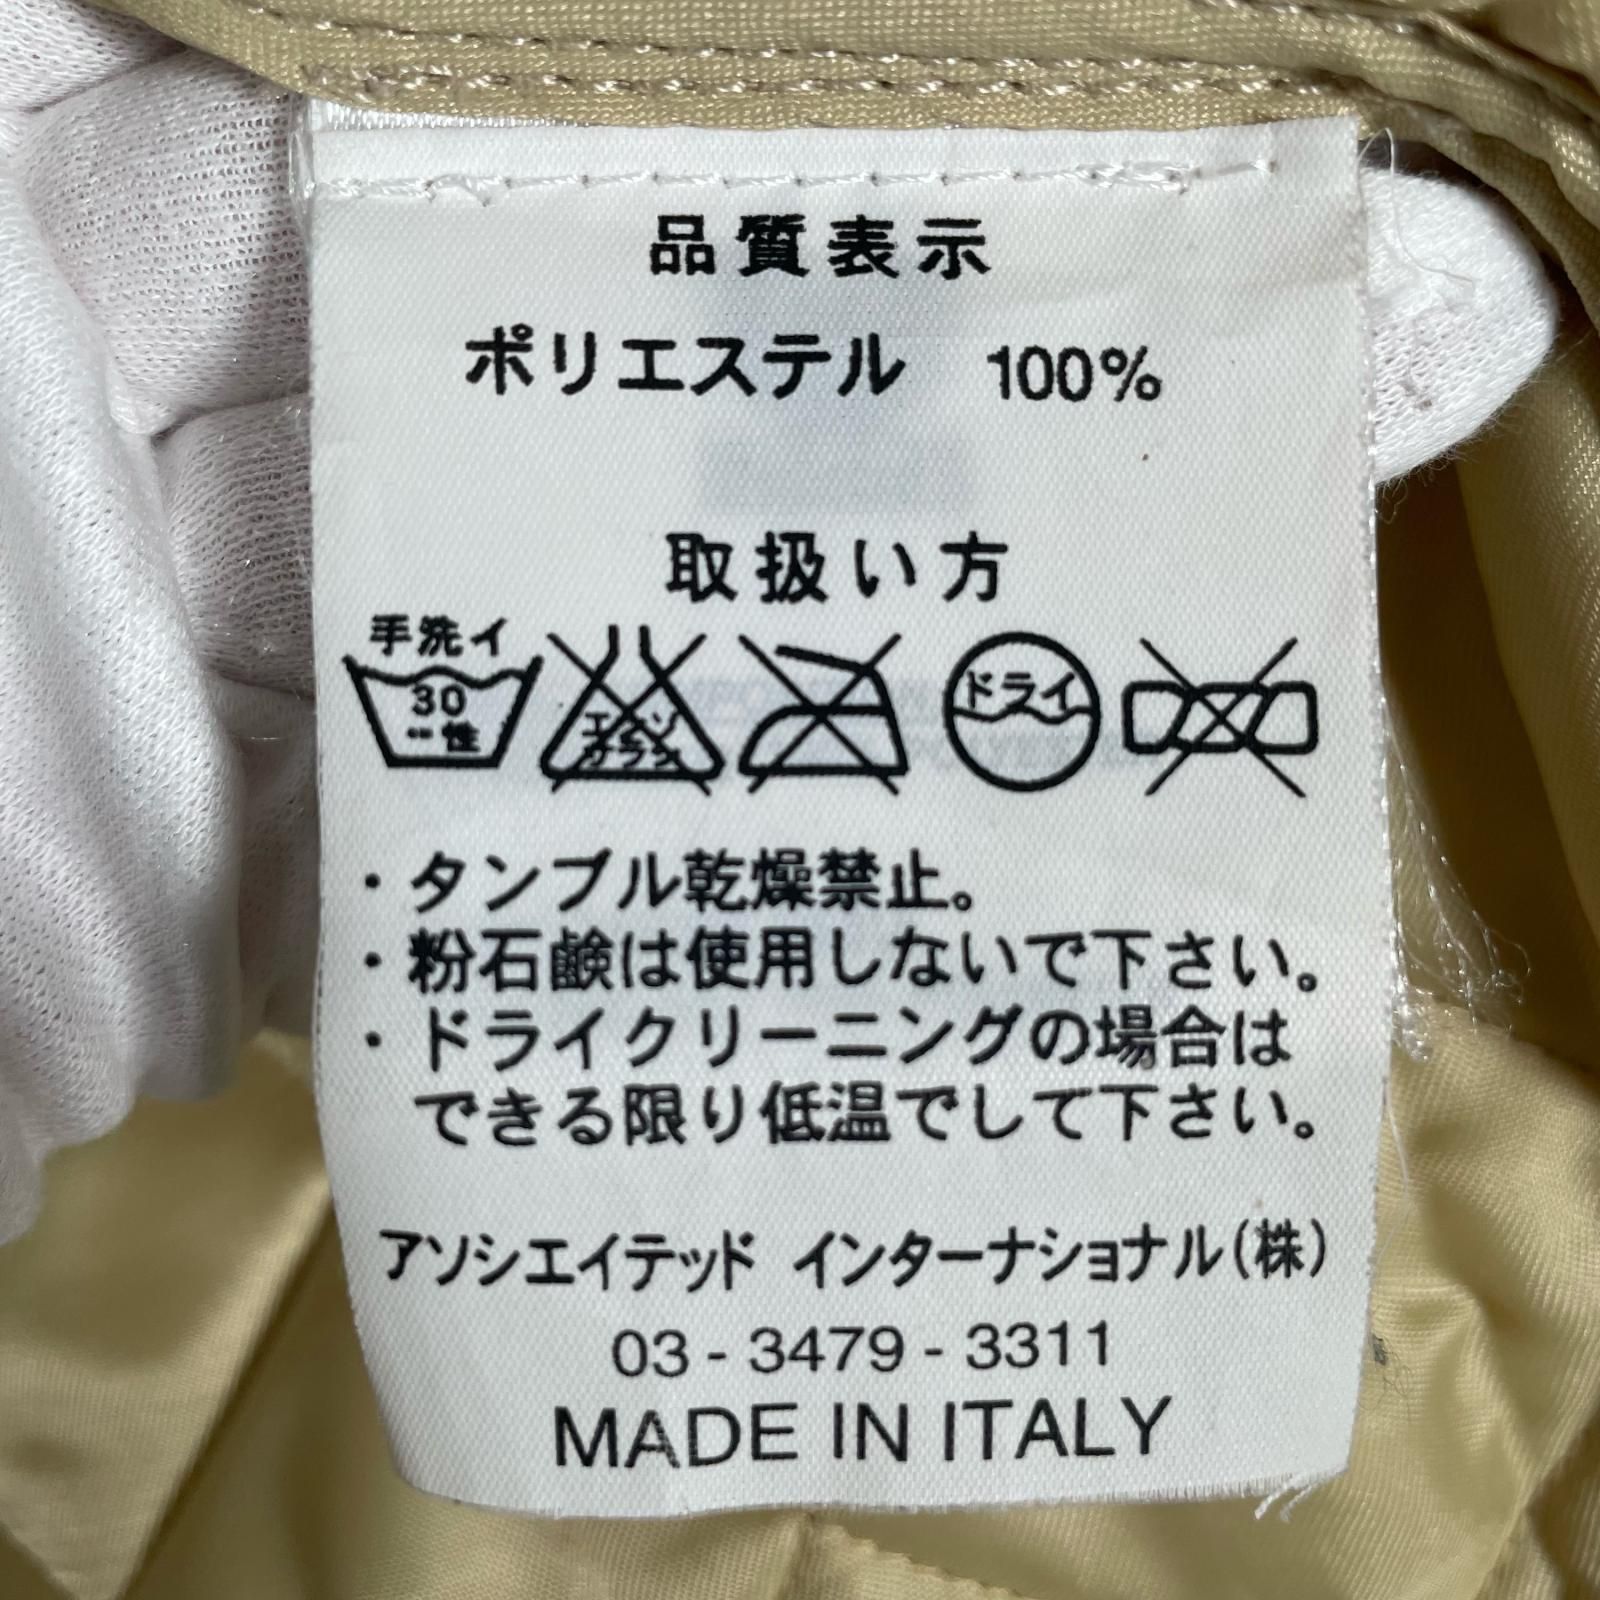 品質表示
ポリエステル 100%
取扱い方
手洗イ
30
性
エンソ
サラシ
ドライ
・タンブル乾燥禁止。
・粉石鹸は使用しないで下さい。
・ドライクリーニングの場合は
できる限り低温でして下さい。
アソシエイテッド インターナショナル(株)
03-3479-3311
MADE IN ITALY